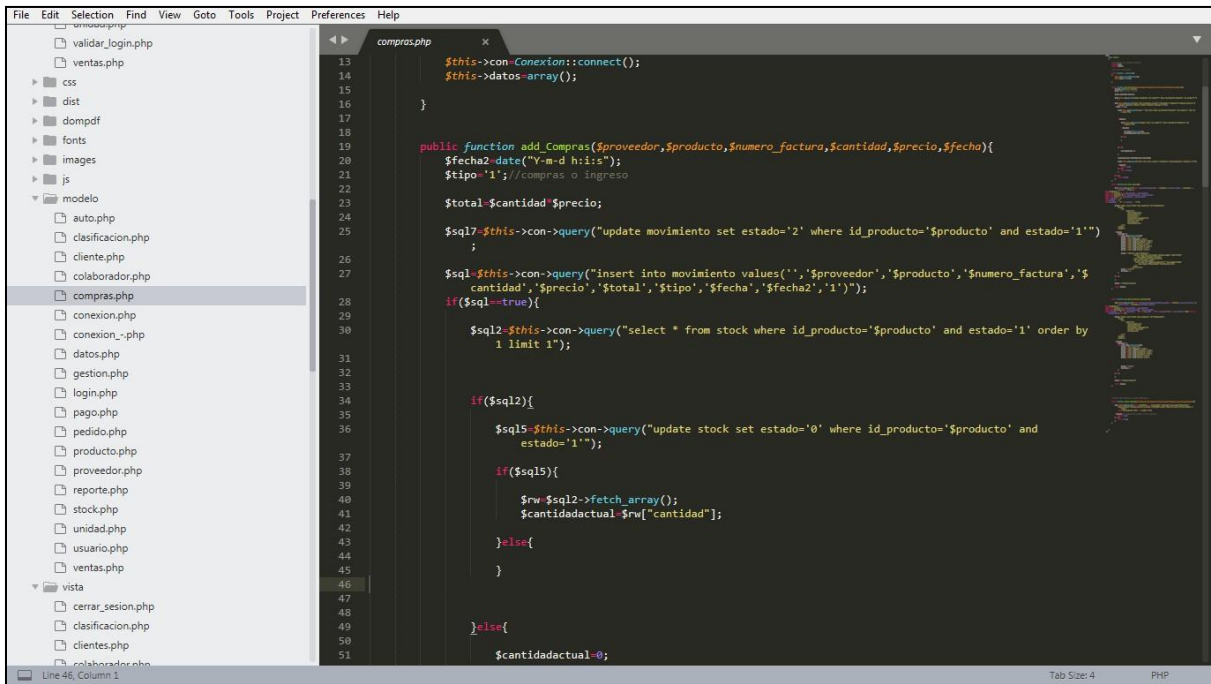 File Edit Selection Find View Goto Tools Project Preferences Help
unidad.php
validar_login.php
ventas.php
css
dist
dompdf
fonts
images
js
modelo
auto.php
clasificacion.php
cliente.php
colaborador.php
compras.php
conexion.php
conexion_-.php
datos.php
gestion.php
login.php
pago.php
pedido.php
producto.php
proveedor.php
reporte.php
stock.php
unidad.php
usuario.php
ventas.php
vista
cerrar_sesion.php
clasificacion.php
clientes.php
colaborador.php
compras.php ×
13 $this->con=Conexion::connect();
14 $this->datos=array();
15
16 }
17
18
19 public function add_Compras($proveedor,$producto,$numero_factura,$cantidad,$precio,$fecha){
20 $fecha2=date("Y-m-d h:i:s");
21 $tipo='1';//compras o ingreso
22
23 $total=$cantidad*$precio;
24
25 $sql7=$this->con->query("update movimiento set estado='2' where id_producto='$producto' and estado='1'")
;
26
27 $sql=$this->con->query("insert into movimiento values('','$proveedor','$producto','$numero_factura','$
cantidad','$precio','$total','$tipo','$fecha','$fecha2','1')");
28 if($sql==true){
29
30 $sql2=$this->con->query("select * from stock where id_producto='$producto' and estado='1' order by
1 limit 1");
31
32
33
34 if($sql2){
35
36 $sql5=$this->con->query("update stock set estado='0' where id_producto='$producto' and
estado='1'");
37
38 if($sql5){
39
40 $rw=$sql2->fetch_array();
41 $cantidadactual=$rw["cantidad"];
42
43 }else{
44
45 }
46
47
48
49 }else{
50
51 $cantidadactual=0;
Line 46, Column 1
Tab Size: 4 PHP